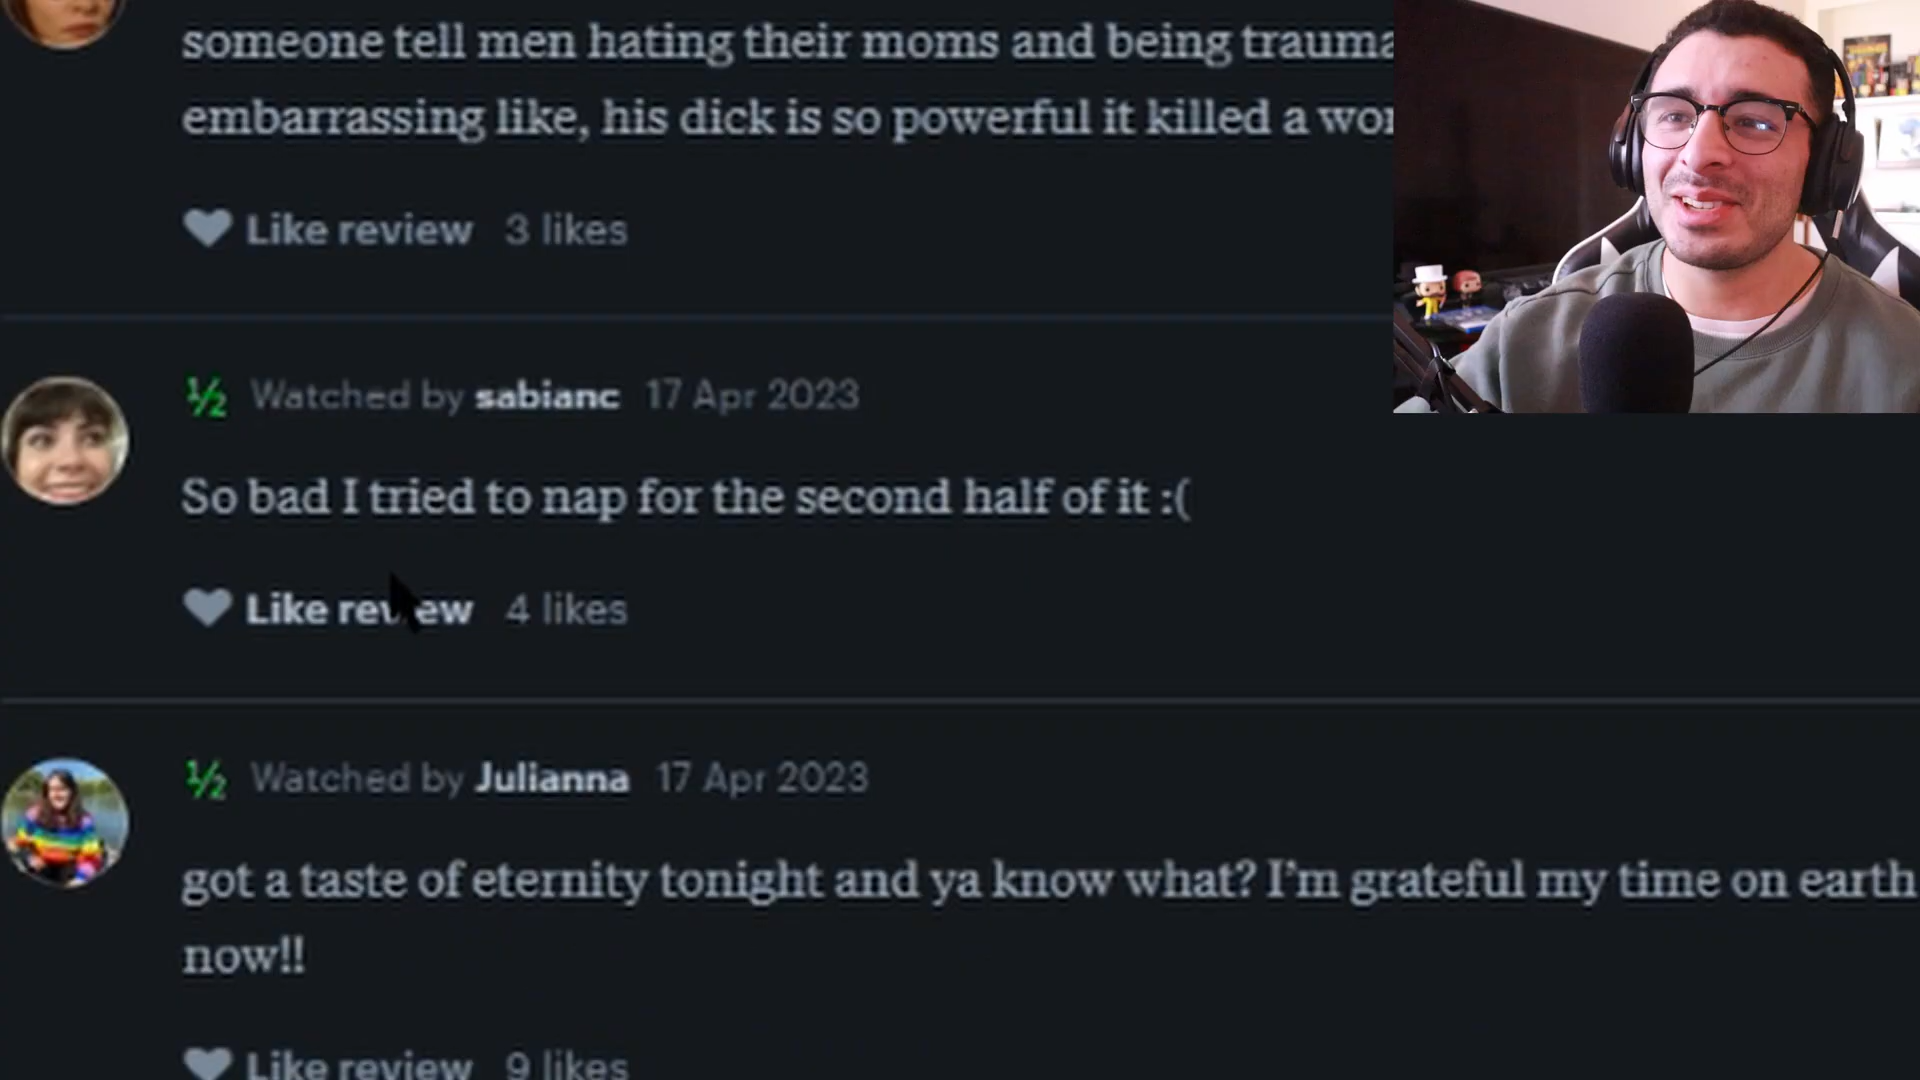 someone tell men hating their moms and being
embarrassing like, his dick is so powerful it killed a
Like review 3 likes
½ Watched by sabianc 17 Apr 2023
So bad I tried to nap for the second half of it :(
Like review 4 likes
½ Watched by Julianna 17 Apr 2023
got a taste of eternity tonight and ya know what? I'm grateful my time on earth
now!!
Like review 9 likes